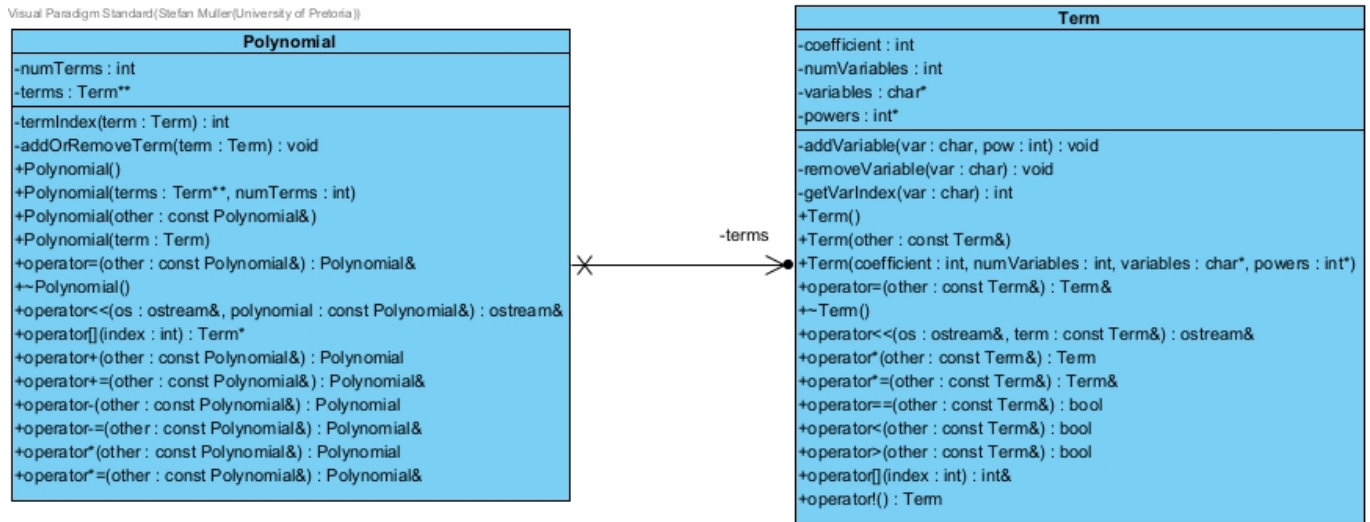 Visual Paradigm Standard(Stefan Muller(University of Pretoria))
Polynomial
-numTerms : int
-terms : Term**
-termIndex(term : Term) : int
-addOrRemoveTerm(term : Term) : void
+Polynomial()
+Polynomial(terms : Term**, numTerms : int)
+Polynomial(other : const Polynomial&)
+Polynomial(term : Term)
+operator=(other : const Polynomial&) : Polynomial&
+~Polynomial()
+operator<<(os : ostream&, polynomial : const Polynomial&) : ostream&
+operator[](index : int) : Term*
+operator+(other : const Polynomial&) : Polynomial
+operator+=(other : const Polynomial&) : Polynomial&
+operator-(other : const Polynomial&) : Polynomial
+operator-=(other : const Polynomial&) : Polynomial&
+operator*(other : const Polynomial&) : Polynomial
+operator*=(other : const Polynomial&) : Polynomial&
-terms
Term
-coefficient : int
-numVariables : int
-variables : char*
-powers : int*
-addVariable(var : char, pow : int) : void
-removeVariable(var : char) : void
-getVarIndex(var : char) : int
+Term()
+Term(other : const Term&)
+Term(coefficient : int, numVariables : int, variables : char*, powers : int*)
+operator=(other : const Term&) : Term&
+~Term()
+operator<<(os : ostream&, term : const Term&) : ostream&
+operator*(other : const Term&) : Term
+operator*=(other : const Term&) : Term&
+operator==(other : const Term&) : bool
+operator<(other : const Term&) : bool
+operator>(other : const Term&) : bool
+operator[](index : int) : int&
+operator!() : Term